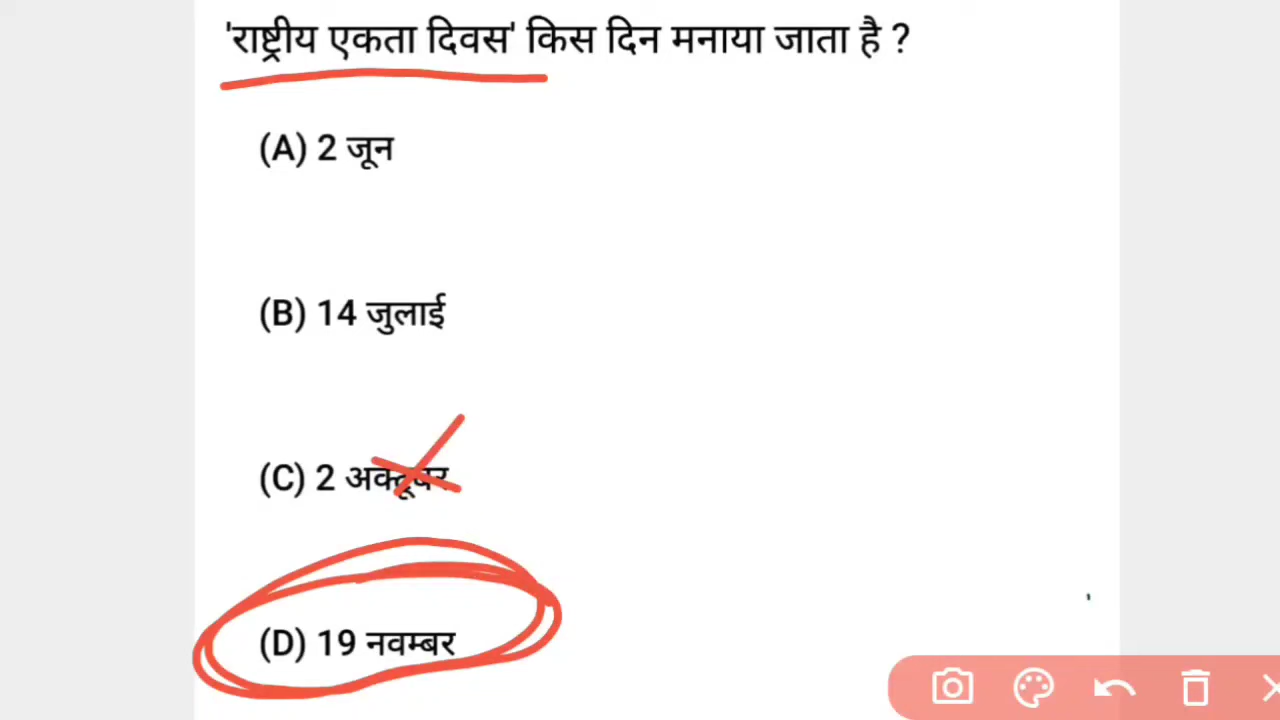 'राष्ट्रीय एकता दिवस' किस दिन मनाया जाता है ?
(A) 2 जून
(B) 14 जुलाई
(C) 2 अक्टूबर
(D) 19 नवम्बर